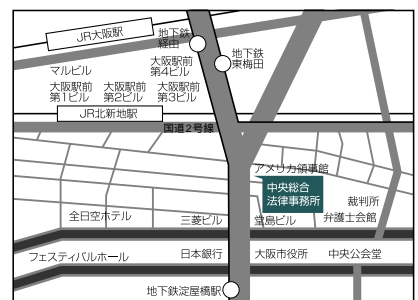 JR大阪駅
地下鉄
経由
地下鉄
東梅田
マルビル
大阪駅前
第4ビル
大阪駅前
第1ビル
大阪駅前
第2ビル
大阪駅前
第3ビル
JR北新地駅
国道2号線
アメリカ領事館
中央総合
法律事務所
裁判所
全日空ホテル
三菱ビル
堂島ビル
弁護士会館
フェスティバルホール
日本銀行
大阪市役所
中央公会堂
地下鉄淀屋橋駅